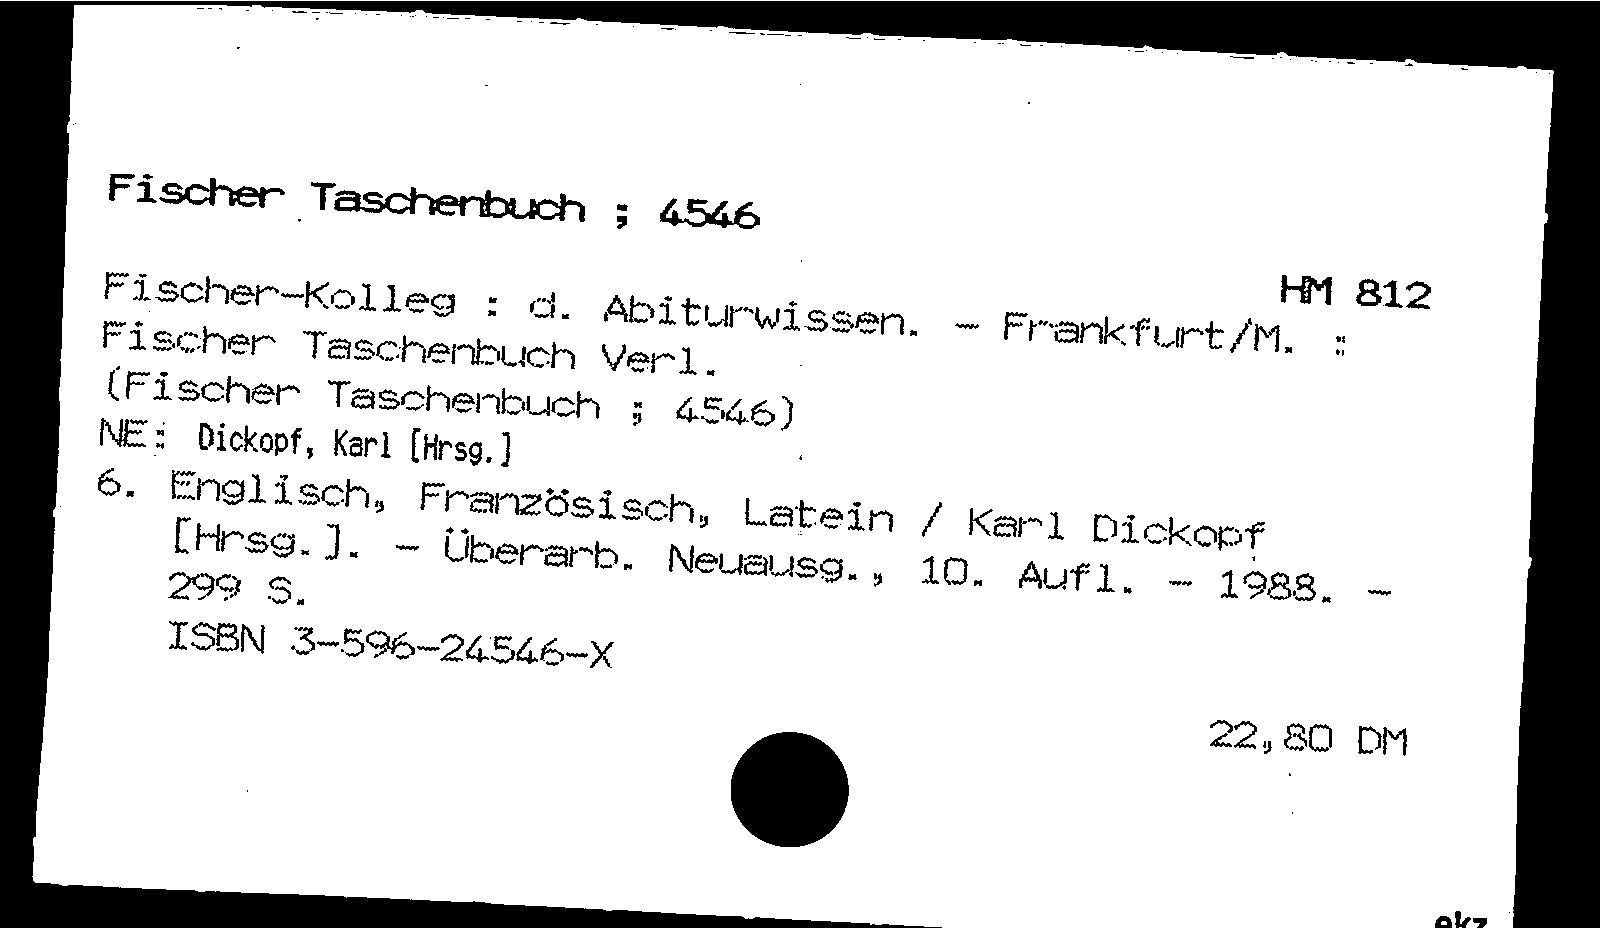 Fischer Taschenbuch ; 4546
HM 812
Fischer-Kolleg : d. Abiturwissen. - Frankfurt/M. :
Fischer Taschenbuch Verl.
(Fischer Taschenbuch ; 4546)
NE: Dickopf, Karl [Hrsg.]
6. Englisch, Französisch, Latein / Karl Dickopf
[Hrsg.]. - Überarb. Neuausg., 10. Aufl. - 1988. -
299 S.
ISBN 3-596-24546-X
22,80 DM
ekz